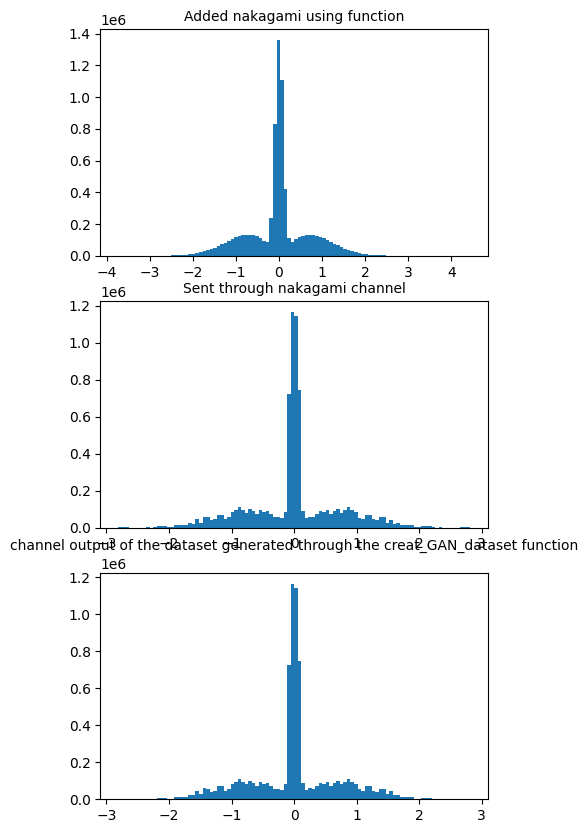 Added nakagami using function
1e6
1.4
1.2
1.0
0.8
0.6
0.4
0.2
0.0
−4 −3 −2 −1 0 1 2 3 4
Sent through nakagami channel
1e6
1.2
1.0
0.8
0.6
0.4
0.2
0.0
−3 −2 −1 0 1 2 3
channel output of the dataset generated through the creat_GAN_dataset function
1e6
1.2
1.0
0.8
0.6
0.4
0.2
0.0
−3 −2 −1 0 1 2 3